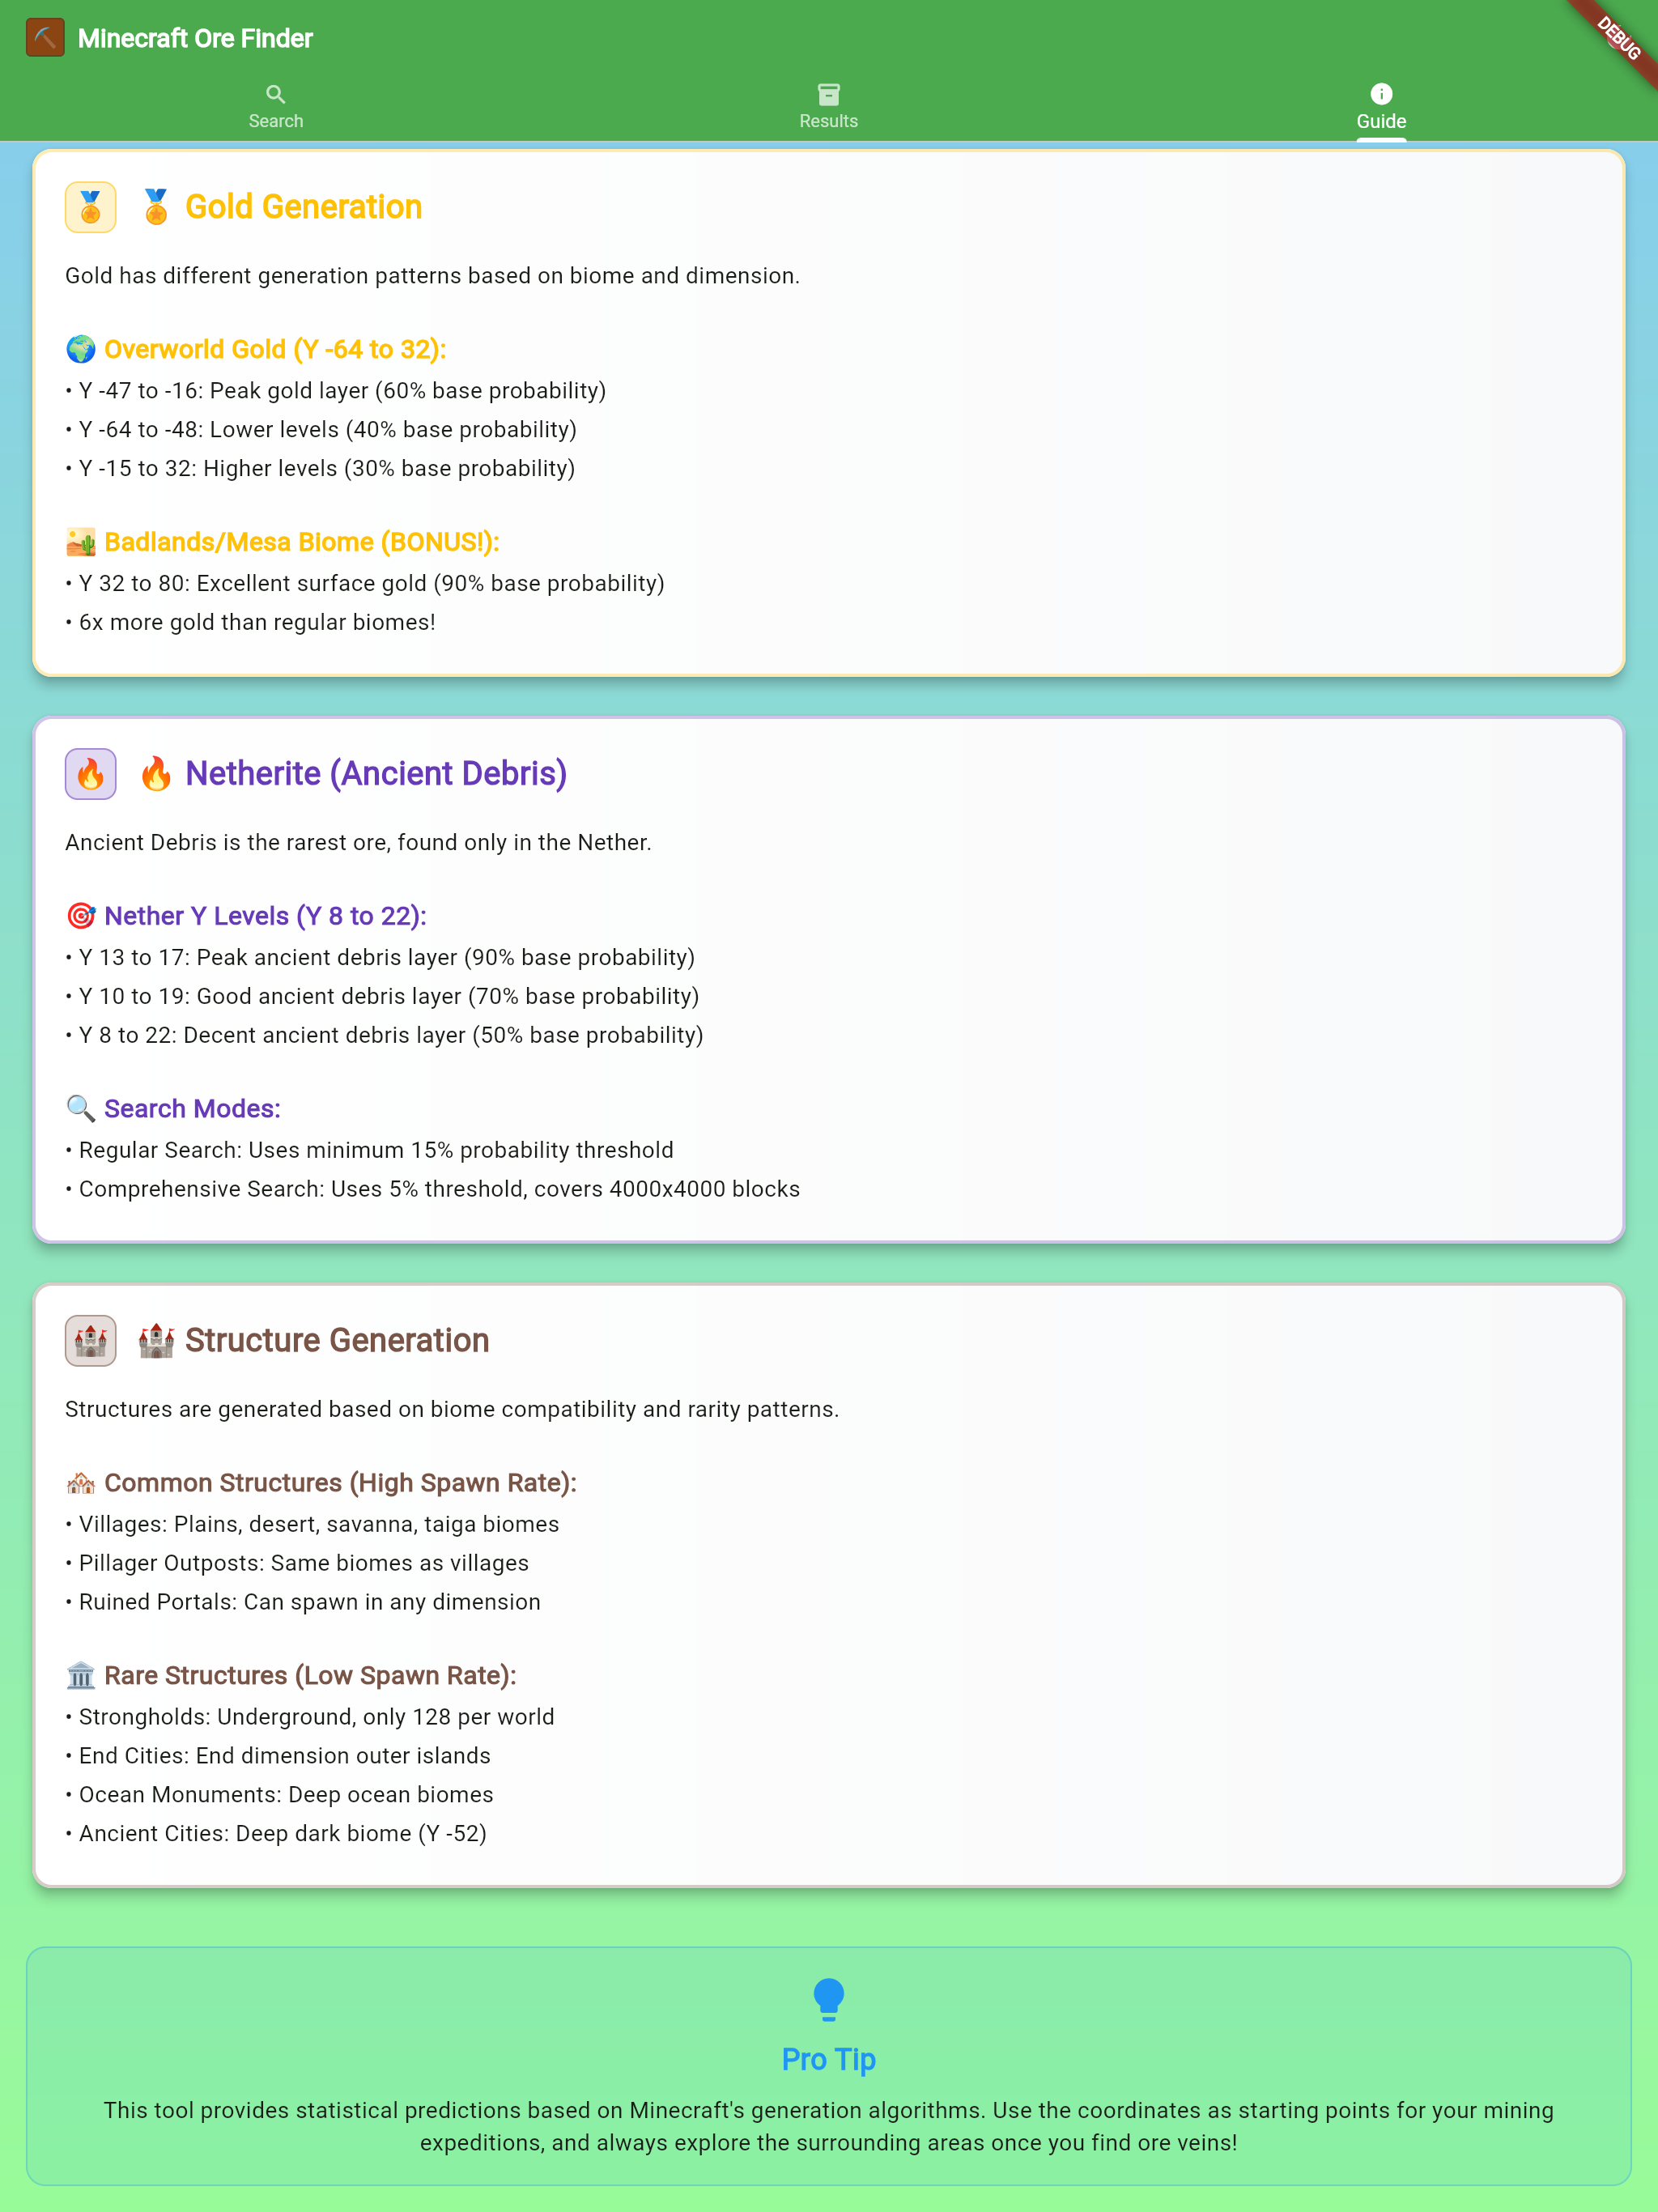 Minecraft Ore Finder
DEBUG
Search
Results
Guide
🏅 Gold Generation
Gold has different generation patterns based on biome and dimension.
🌍 Overworld Gold (Y -64 to 32):
• Y -47 to -16: Peak gold layer (60% base probability)
• Y -64 to -48: Lower levels (40% base probability)
• Y -15 to 32: Higher levels (30% base probability)
🏜️ Badlands/Mesa Biome (BONUS!):
• Y 32 to 80: Excellent surface gold (90% base probability)
• 6x more gold than regular biomes!
🔥 Netherite (Ancient Debris)
Ancient Debris is the rarest ore, found only in the Nether.
🎯 Nether Y Levels (Y 8 to 22):
• Y 13 to 17: Peak ancient debris layer (90% base probability)
• Y 10 to 19: Good ancient debris layer (70% base probability)
• Y 8 to 22: Decent ancient debris layer (50% base probability)
🔍 Search Modes:
• Regular Search: Uses minimum 15% probability threshold
• Comprehensive Search: Uses 5% threshold, covers 4000x4000 blocks
🏰 Structure Generation
Structures are generated based on biome compatibility and rarity patterns.
🏘️ Common Structures (High Spawn Rate):
• Villages: Plains, desert, savanna, taiga biomes
• Pillager Outposts: Same biomes as villages
• Ruined Portals: Can spawn in any dimension
🏛️ Rare Structures (Low Spawn Rate):
• Strongholds: Underground, only 128 per world
• End Cities: End dimension outer islands
• Ocean Monuments: Deep ocean biomes
• Ancient Cities: Deep dark biome (Y -52)
Pro Tip
This tool provides statistical predictions based on Minecraft's generation algorithms. Use the coordinates as starting points for your mining
expeditions, and always explore the surrounding areas once you find ore veins!